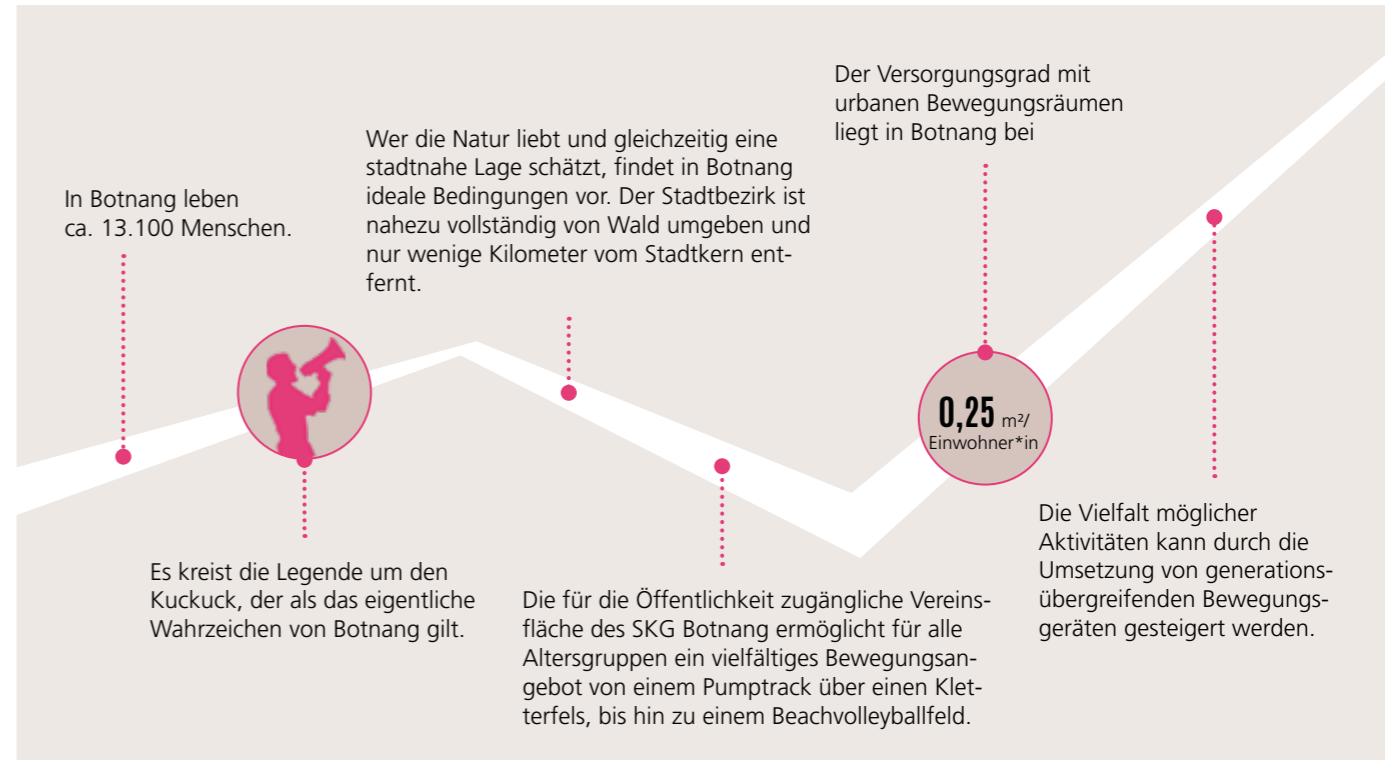 In Botnang leben
ca. 13.100 Menschen.
Es kreist die Legende um den
Kuckuck, der als das eigentliche
Wahrzeichen von Botnang gilt.
Wer die Natur liebt und gleichzeitig eine
stadtnahe Lage schätzt, findet in Botnang
ideale Bedingungen vor. Der Stadtbezirk ist
nahezu vollständig von Wald umgeben und
nur wenige Kilometer vom Stadtkern ent-
fernt.
Die für die Öffentlichkeit zugängliche Vereins-
fläche des SKG Botnang ermöglicht für alle
Altersgruppen ein vielfältiges Bewegungsan-
gebot von einem Pumptrack über einen Klet-
terfels, bis hin zu einem Beachvolleyballfeld.
Der Versorgungsgrad mit
urbanen Bewegungsräumen
liegt in Botnang bei
0,25 m²/
Einwohner*in
Die Vielfalt möglicher
Aktivitäten kann durch die
Umsetzung von generations-
übergreifenden Bewegungs-
geräten gesteigert werden.